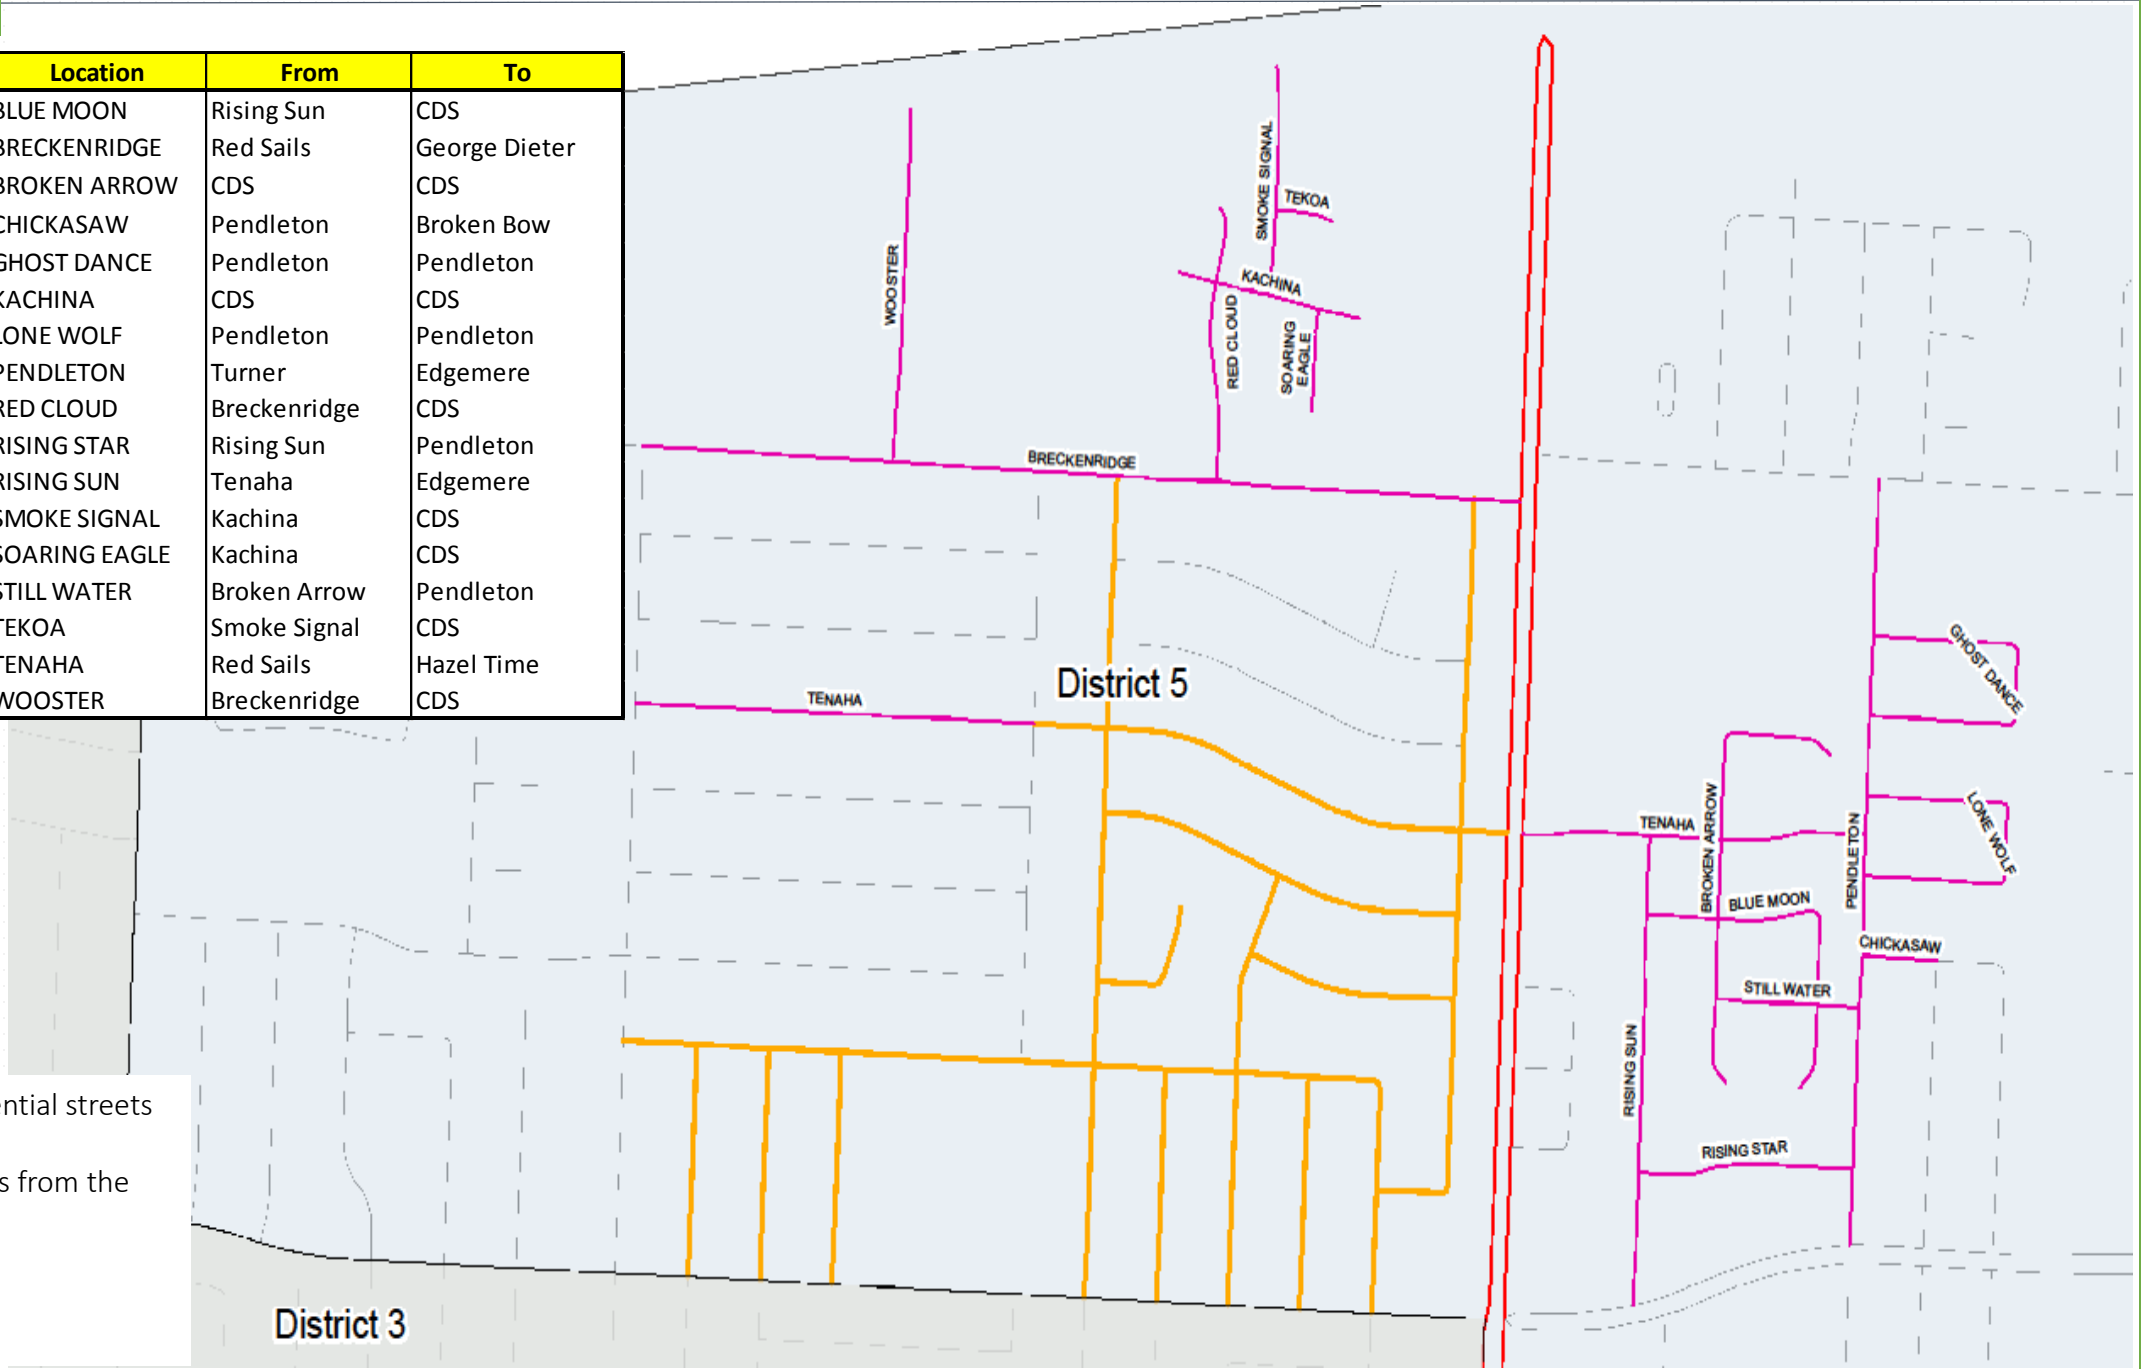 Location From To
BLUE MOON Rising Sun CDS
BRECKENRIDGE Red Sails George Dieter
BROKEN ARROW CDS CDS
CHICKASAW Pendleton Broken Bow
GHOST DANCE Pendleton Pendleton
KACHINA CDS CDS
LONE WOLF Pendleton Pendleton
PENDLETON Turner Edgemere
RED CLOUD Breckenridge CDS
RISING STAR Rising Sun Pendleton
RISING SUN Tenaha Edgemere
SMOKE SIGNAL Kachina CDS
SOARING EAGLE Kachina CDS
STILL WATER Broken Arrow Pendleton
TEKOA Smoke Signal CDS
TENAHA Red Sails Hazel Time
WOOSTER Breckenridge CDS
WOOSTER
SMOKE SIGNAL
TEKOA
KACHINA
RED CLOUD
SOARING
EAGLE
BRECKENRIDGE
District 5
TENAHA
GHOST DANCE
LONE WOLF
TENAHA
BROKEN ARROW
PENDLETON
BLUE MOON
CHICKASAW
STILL WATER
RISING SUN
RISING STAR
ential streets
s from the
District 3